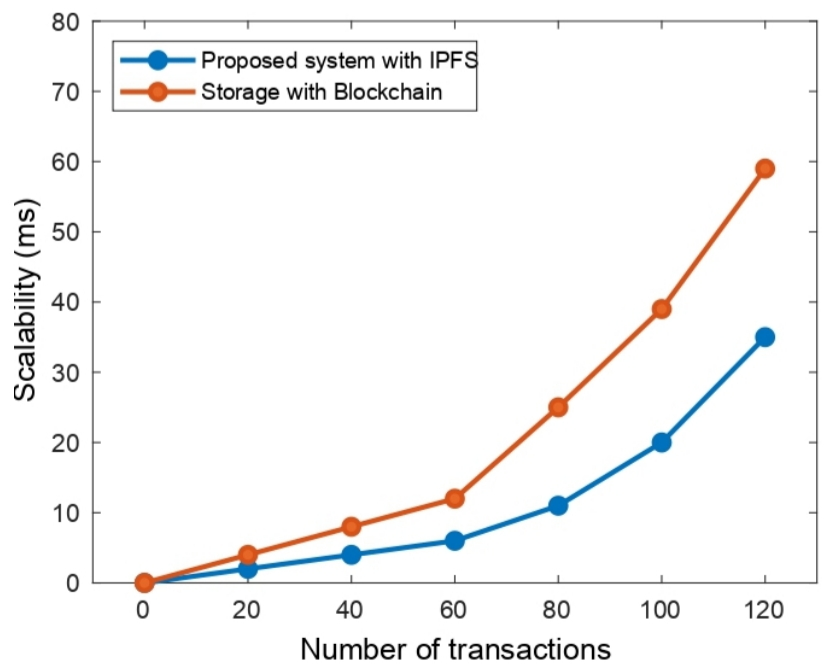 80
70
60
50
40
30
20
10
0
Scalability (ms)
Proposed system with IPFS
Storage with Blockchain
0 20 40 60 80 100 120
Number of transactions